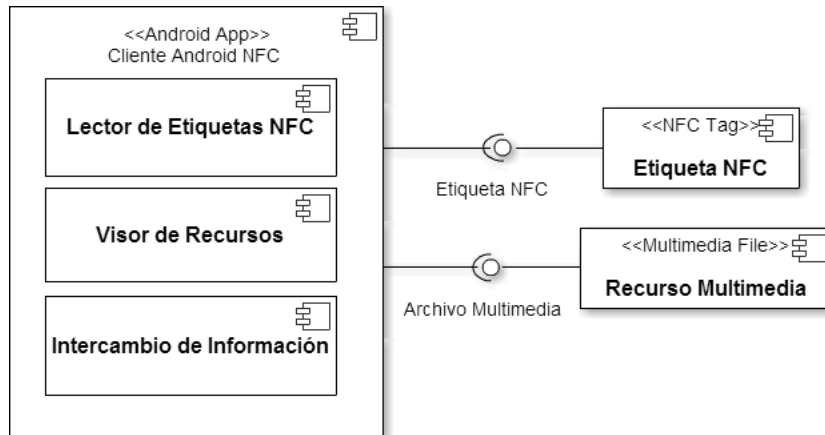 <<Android App>>
Cliente Android NFC
Lector de Etiquetas NFC
Visor de Recursos
Intercambio de Información
Etiqueta NFC
Archivo Multimedia
<<NFC Tag>>
Etiqueta NFC
<<Multimedia File>>
Recurso Multimedia